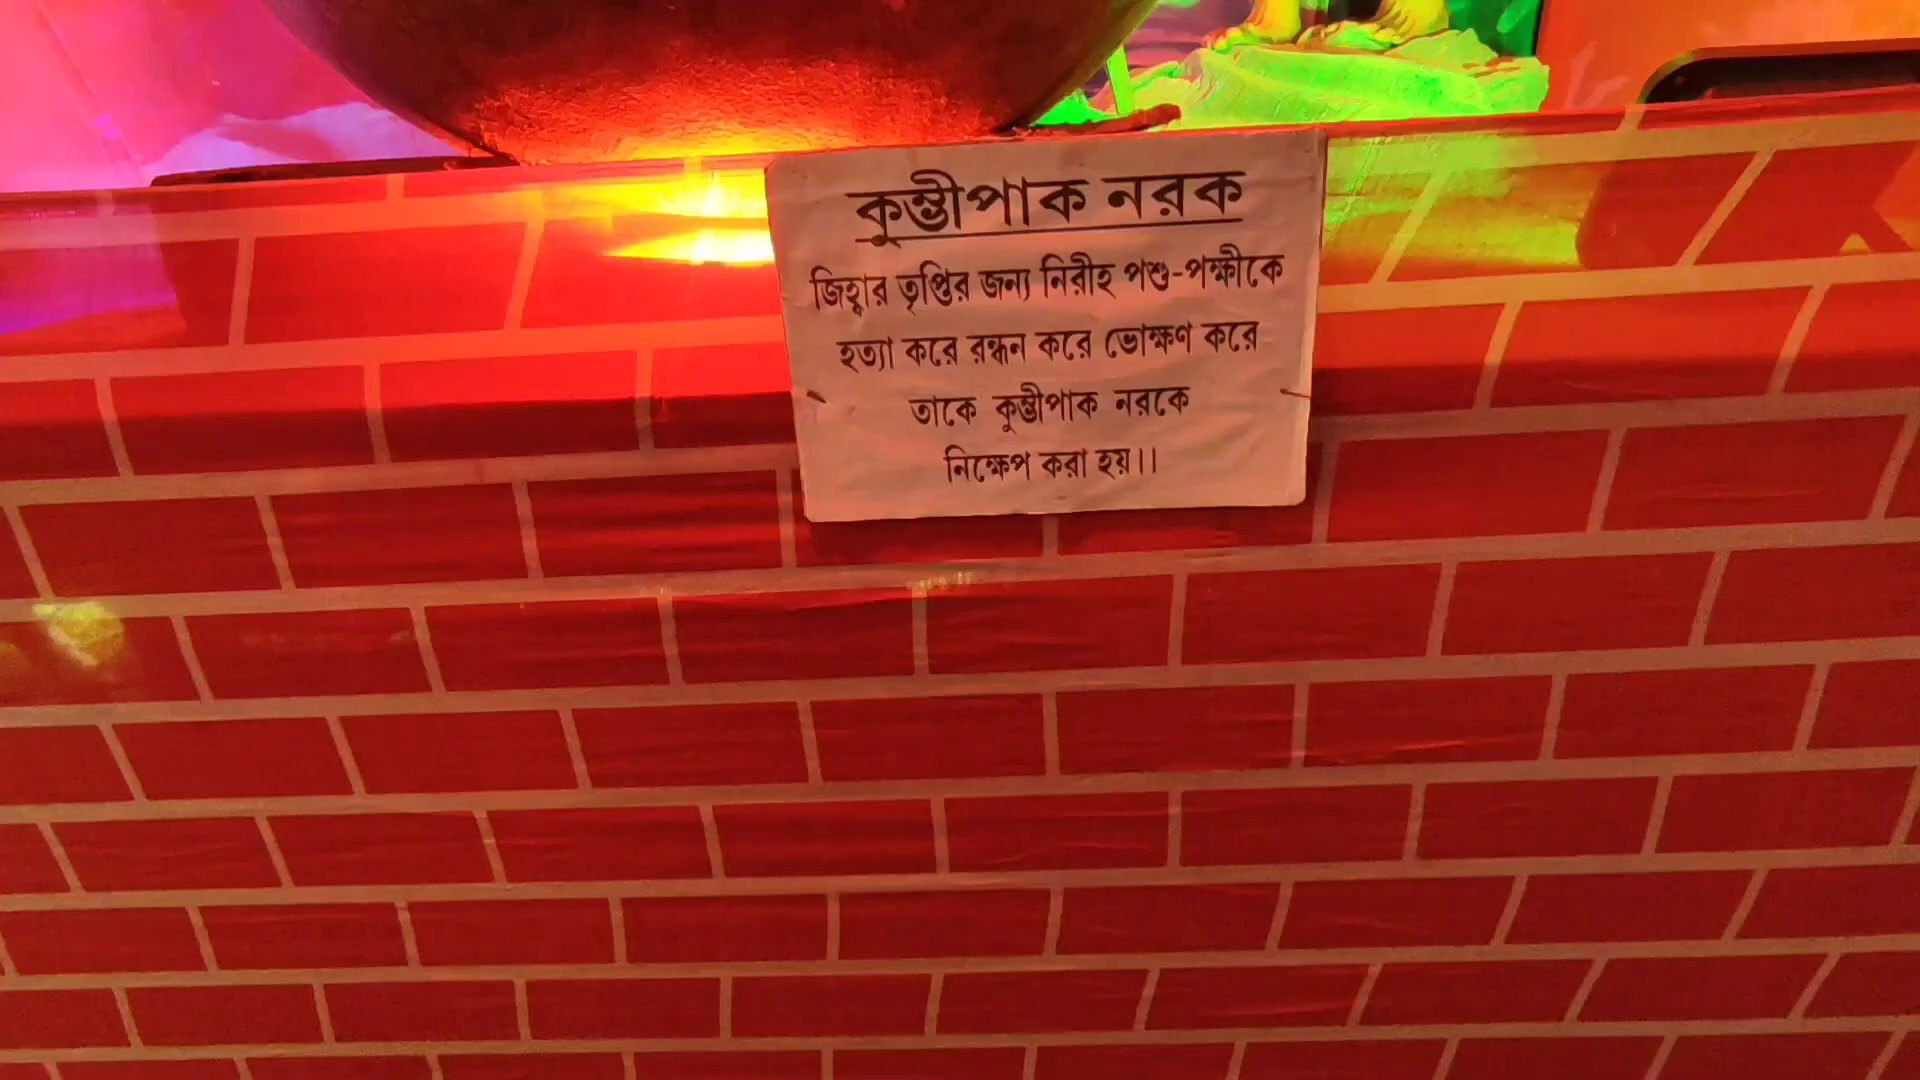 কুম্ভীপাক নরক
জিহ্বার তৃপ্তির জন্য নিরীহ পশু-পক্ষীকে
হত্যা করে রন্ধন করে ভোক্ষণ করে
তাকে কুম্ভীপাক নরকে
নিক্ষেপ করা হয়।।